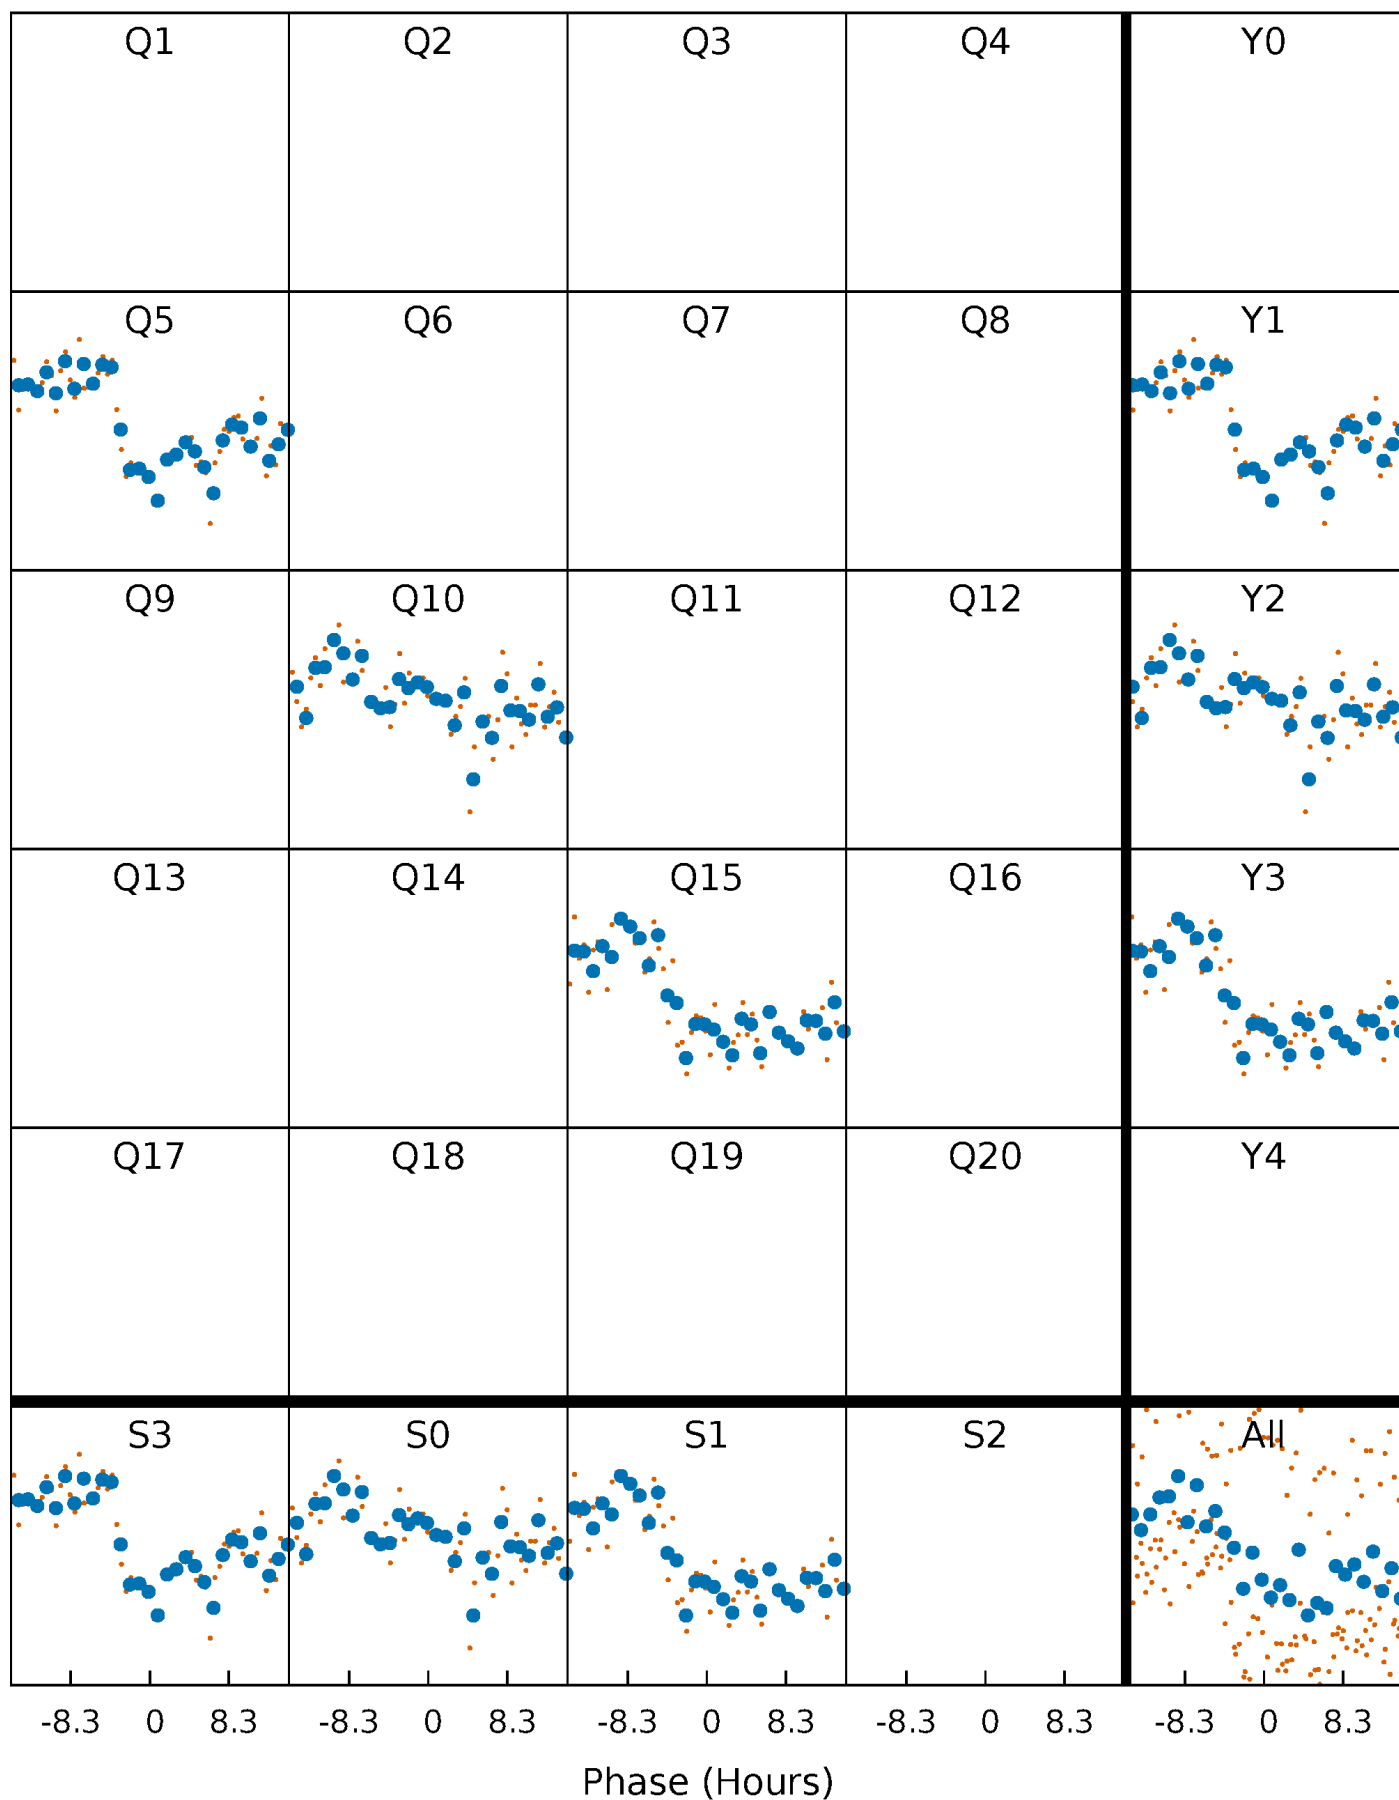 Q1 Q2 Q3 Q4 Y0
Q5 Q6 Q7 Q8 Y1
Q9 Q10 Q11 Q12 Y2
Q13 Q14 Q15 Q16 Y3
Q17 Q18 Q19 Q20 Y4
S3 S0 S1 S2 All
-8.3 0 8.3 -8.3 0 8.3 -8.3 0 8.3 -8.3 0 8.3 -8.3 0 8.3
Phase (Hours)